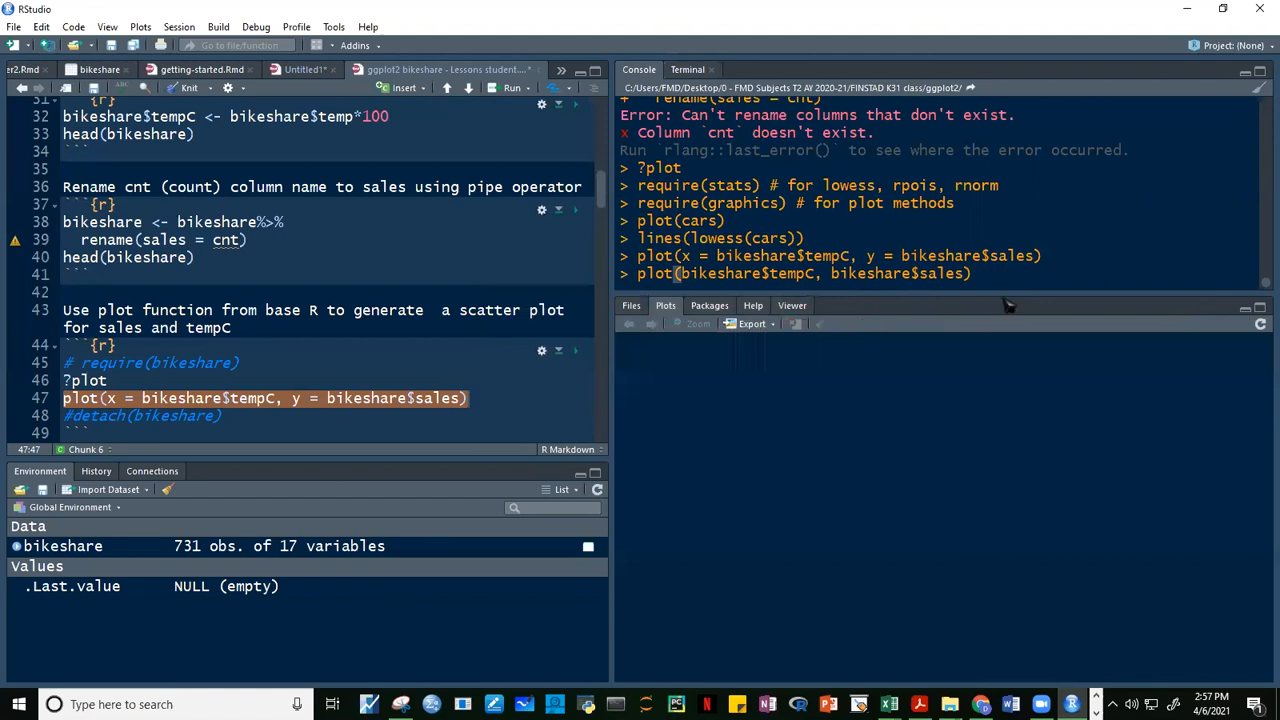 RStudio
File Edit Code View Plots Session Build Debug Profile Tools Help
Go to file/function Addins Project: (None)
er2.Rmd bikeshare getting-started.Rmd Untitled1* ggplot2 bikeshare - Lessons student....*
Knit Insert Run
31 ```{r}
32 bikeshare$tempC <- bikeshare$temp*100
33 head(bikeshare)
34 ```
35
36 Rename cnt (count) column name to sales using pipe operator
37 ```{r}
38 bikeshare <- bikeshare%>%
39 rename(sales = cnt)
40 head(bikeshare)
41 ```
42
43 Use plot function from base R to generate a scatter plot
for sales and tempC
44 ```{r}
45 # require(bikeshare)
46 ?plot
47 plot(x = bikeshare$tempC, y = bikeshare$sales)
48 #detach(bikeshare)
49 ```
47:47 Chunk 6 R Markdown
Environment History Connections
Import Dataset List
Global Environment
Data
bikeshare 731 obs. of 17 variables
Values
.Last.value NULL (empty)
Console Terminal
C:/Users/FMD/Desktop/0 - FMD Subjects T2 AY 2020-21/FINSTAD K31 class/ggplot2/
+ rename(sales = cnt)
Error: Can't rename columns that don't exist.
x Column `cnt` doesn't exist.
Run `rlang::last_error()` to see where the error occurred.
> ?plot
> require(stats) # for lowess, rpois, rnorm
> require(graphics) # for plot methods
> plot(cars)
> lines(lowess(cars))
> plot(x = bikeshare$tempC, y = bikeshare$sales)
> plot(bikeshare$tempC, bikeshare$sales)
Files Plots Packages Help Viewer
Zoom Export
Type here to search
2:57 PM
4/6/2021